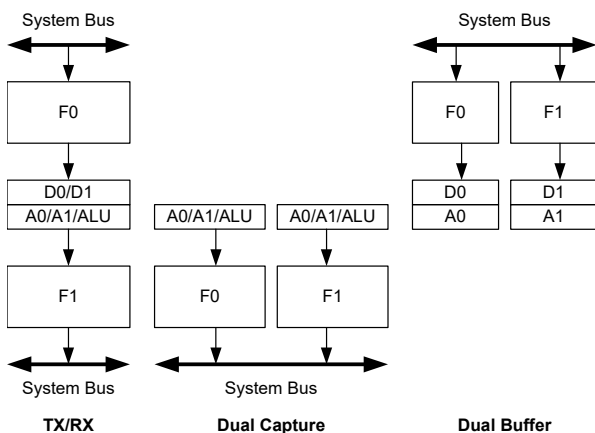 System Bus
F0
D0/D1
A0/A1/ALU
F1
System Bus
TX/RX
A0/A1/ALU
A0/A1/ALU
F0
F1
System Bus
Dual Capture
System Bus
F0
F1
D0
D1
A0
A1
Dual Buffer